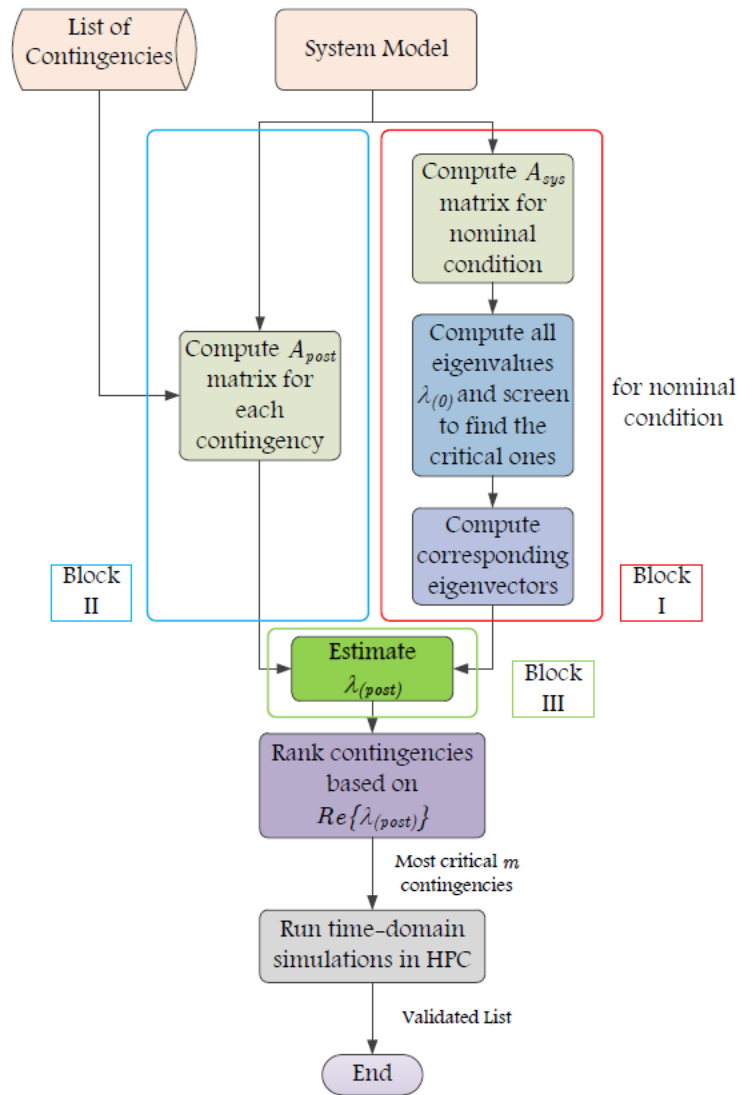 List of
Contingencies
System Model
Compute A_sys
matrix for
nominal
condition
Compute A_post
matrix for
each
contingency
Compute all
eigenvalues
λ_(0) and screen
to find the
critical ones
for nominal
condition
Compute
corresponding
eigenvectors
Block
II
Block
I
Estimate
λ_(post)
Block
III
Rank contingencies
based on
Re{λ_(post)}
Most critical m
contingencies
Run time-domain
simulations in HPC
Validated List
End